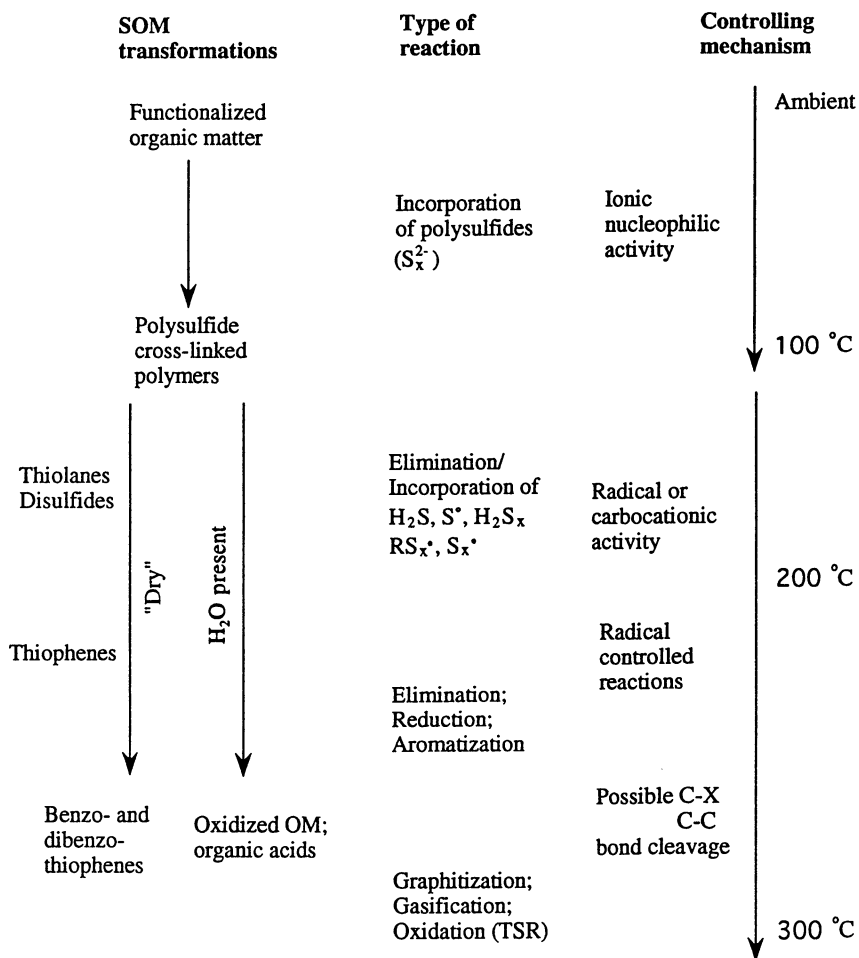 SOM
transformations
Type of
reaction
Controlling
mechanism
Ambient
Functionalized
organic matter
Incorporation
of polysulfides
(Sₓ²⁻)
Ionic
nucleophilic
activity
100 °C
Polysulfide
cross-linked
polymers
Thiolanes
Disulfides
"Dry"
H₂O present
Elimination/
Incorporation of
H₂S, S•, H₂Sₓ
RSₓ•, Sₓ•
Radical or
carbocationic
activity
200 °C
Thiophenes
Radical
controlled
reactions
Elimination;
Reduction;
Aromatization
Possible C-X
C-C
bond cleavage
Benzo- and
dibenzo-
thiophenes
Oxidized OM;
organic acids
Graphitization;
Gasification;
Oxidation (TSR)
300 °C